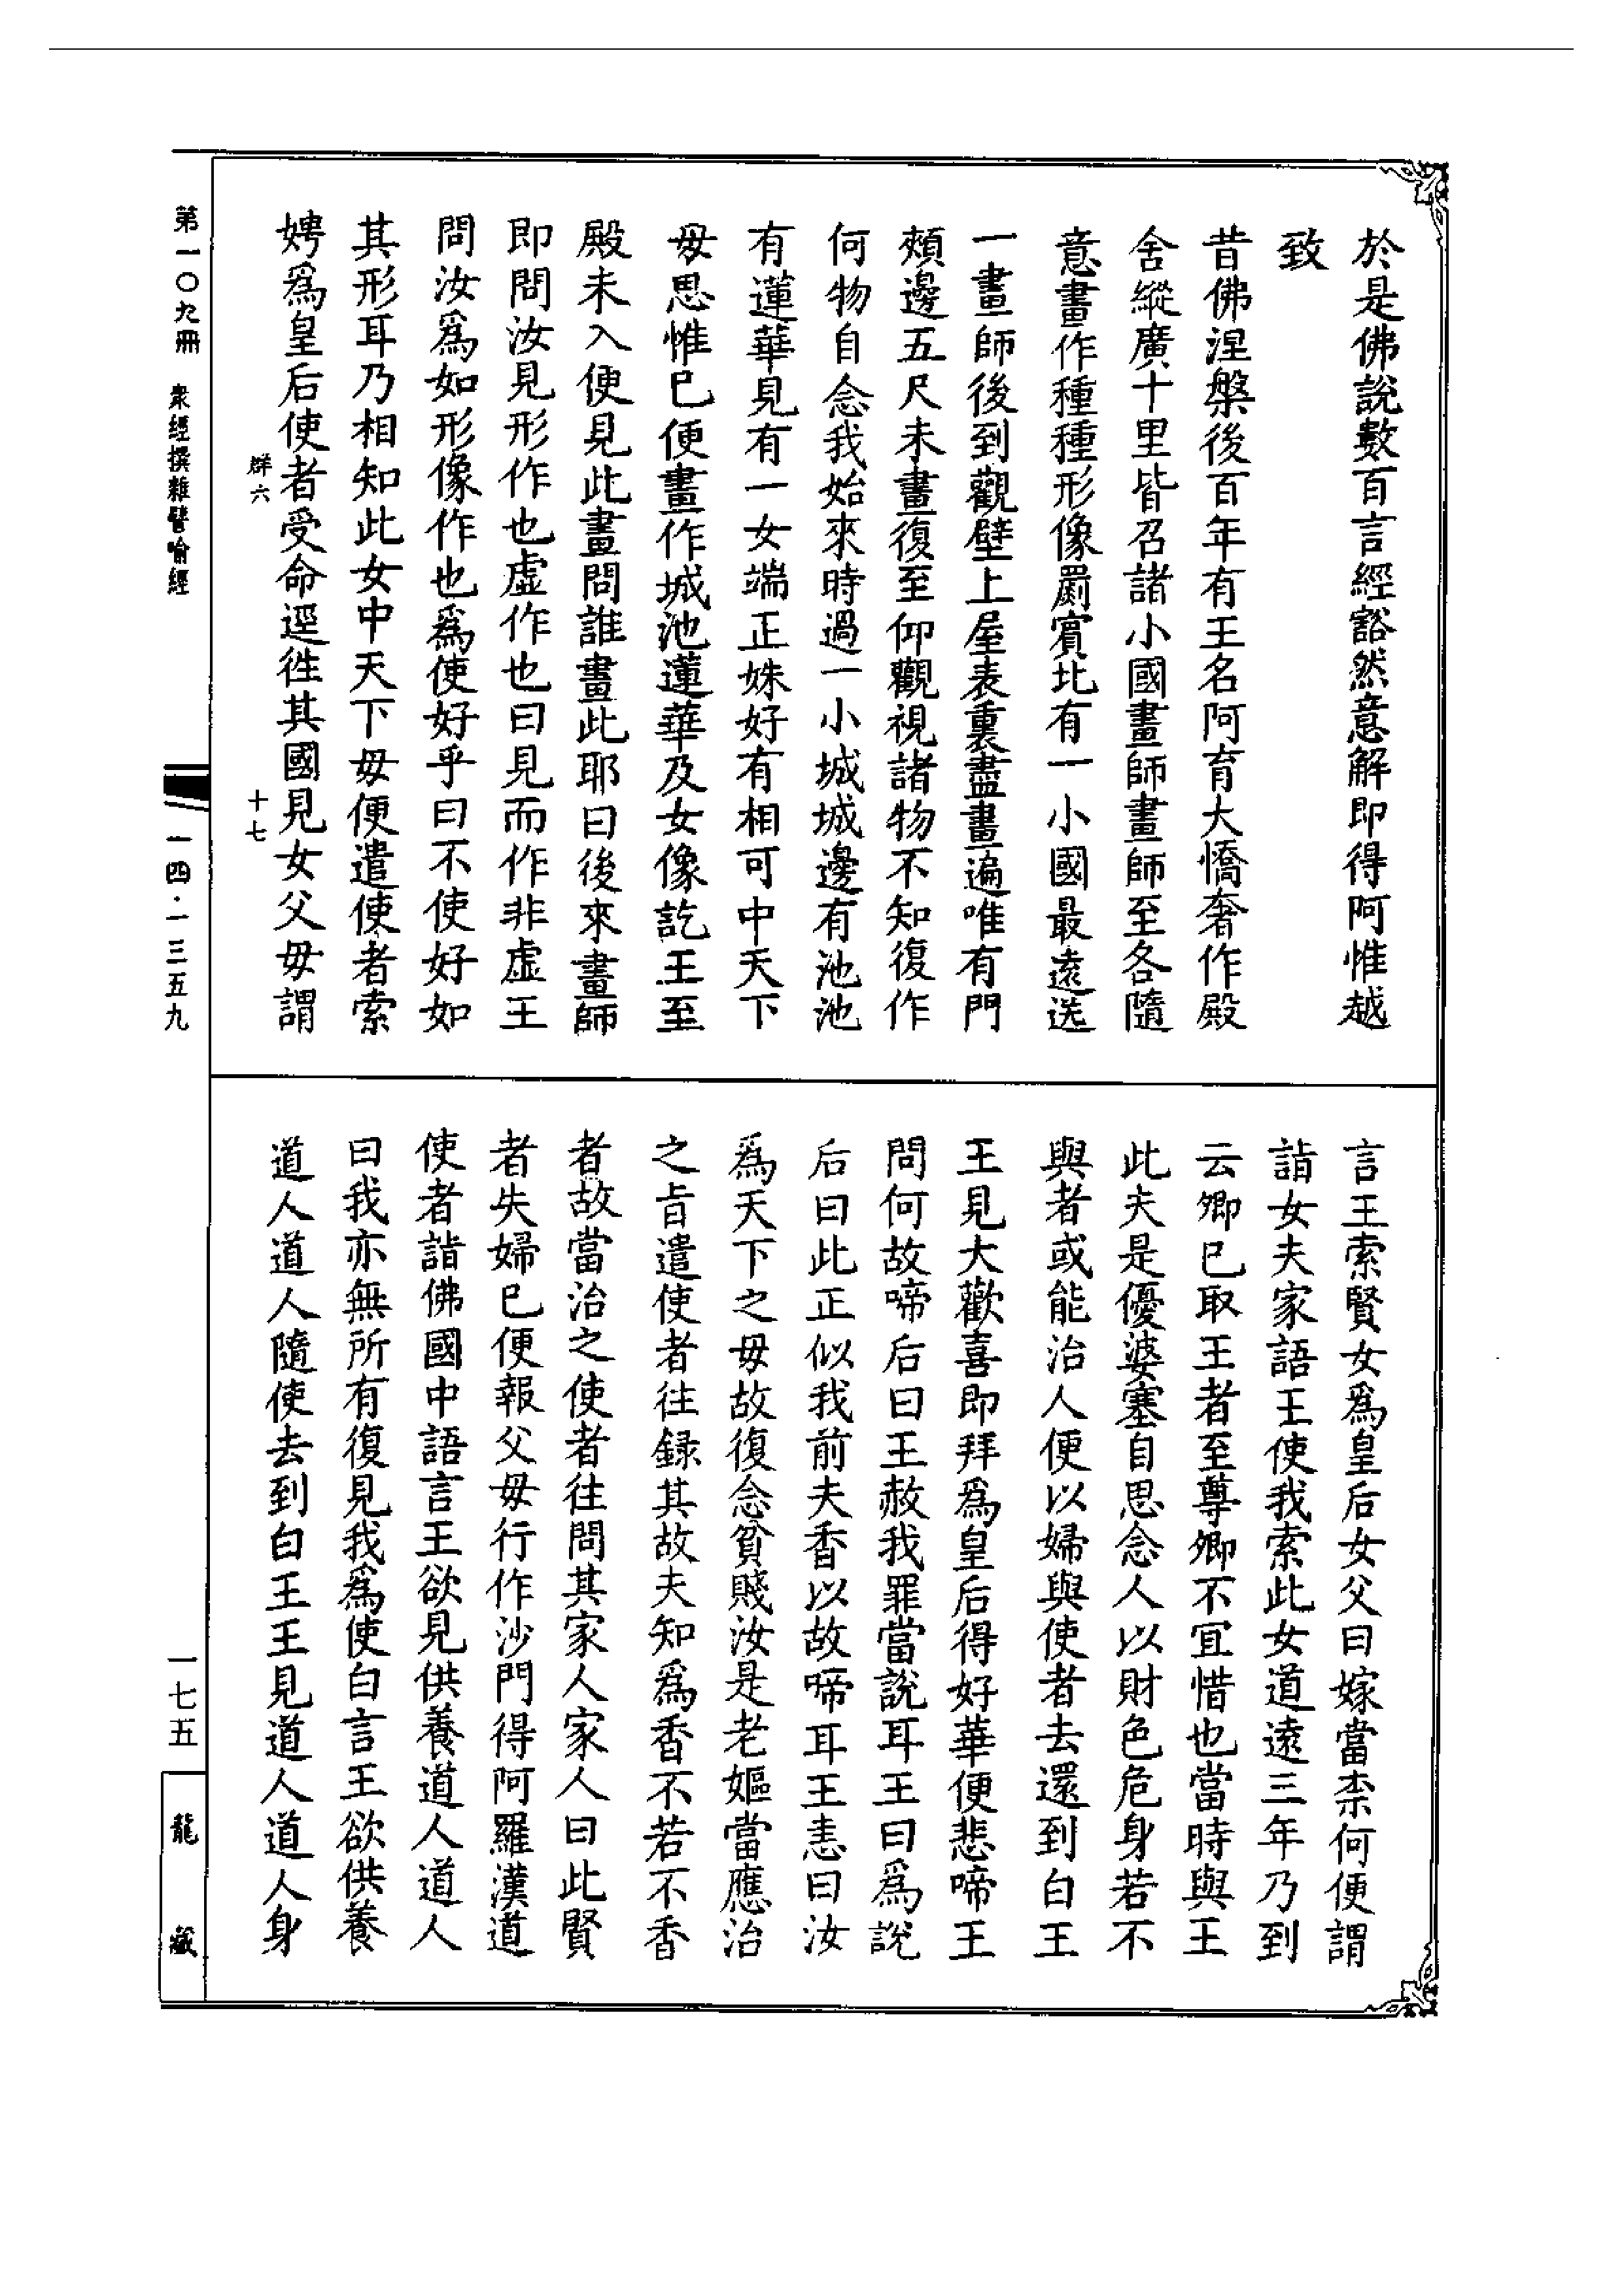 於是佛說數百言經豁然意解即得阿惟越
致
昔佛涅槃後百年有王名阿育大憍奢作殿
舍縱廣十里皆召諸小國畫師畫師至各隨
意畫作種種形像罽賓北有一小國最遠送
一畫師後到觀壁上屋表裏盡畫遍唯有門
頰邊五尺未畫復至仰觀視諸物不知復作
何物自念我始來時過一小城城邊有池池
有蓮華見有一女端正姝好有相可中天下
毋思惟已便畫作城池蓮華及女像訖王至
殿未入便見此畫問誰畫此耶曰後來畫師
即問汝見形作也虛作也曰見而作非虛王
問汝爲如形像作也爲使好乎曰不使好如
其形耳乃相知此女中天下毋便遣使者索
娉爲皇后使者受命逕徃其國見女父毋謂
言王索賢女爲皇后女父曰嫁當柰何便謂
詣女夫家語王使我索此女道遠三年乃到
云卿已取王者至尊卿不宜惜也當時與王
此夫是優婆塞自思念人以財色危身若不
與者或能治人便以婦與使者去還到白王
王見大歡喜即拜爲皇后得好華便悲啼王
問何故啼后曰王赦我罪當說耳王曰爲說
后曰此正似我前夫香以故啼耳王恚曰汝
爲天下之毋故復念貧賤汝是老嫗當應治
之㫖遣使者往録其故夫知爲香不若不香
者故當治之使者往問其家人家人曰此賢
者失婦已便報父毋行作沙門得阿羅漢道
使者詣佛國中語言王欲見供養道人道人
曰我亦無所有復見我爲使白言王欲供養
道人道人隨使去到白王王見道人道人身
群六
十七
第一〇九冊　衆經撰雜譬喻經
一四·一三五九
一七五
龍藏